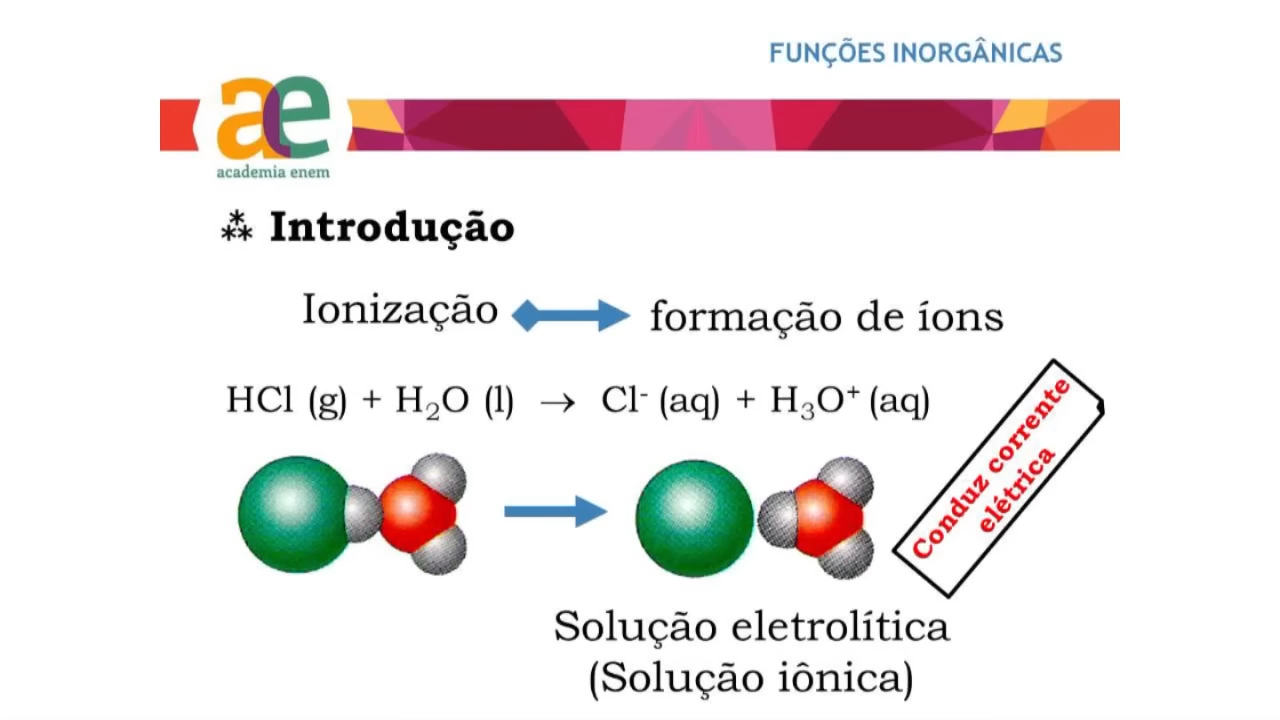 FUNÇÕES INORGÂNICAS
ae
academia enem
⁂ Introdução
Ionização formação de íons
HCl (g) + H₂O (l) → Cl⁻ (aq) + H₃O⁺ (aq)
Conduz corrente
elétrica
Solução eletrolítica
(Solução iônica)